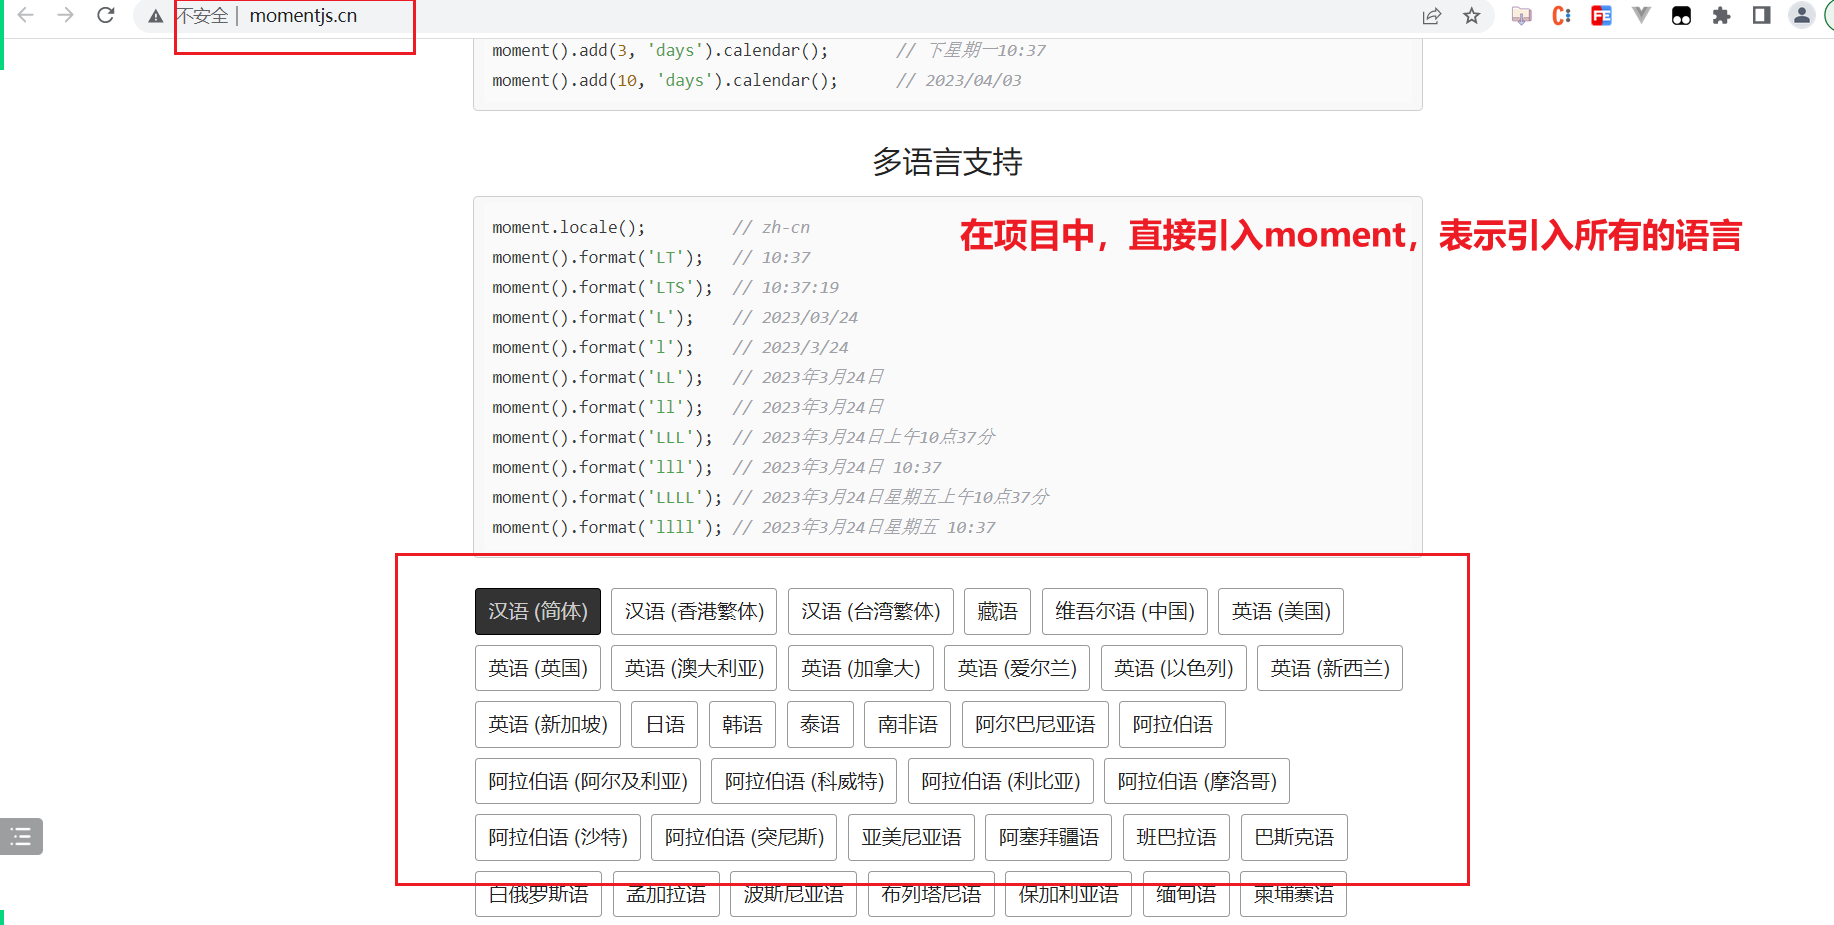 不安全 | momentjs.cn
moment().add(3, 'days').calendar();       // 下星期一10:37
moment().add(10, 'days').calendar();      // 2023/04/03
多语言支持
moment.locale();         // zh-cn
在项目中，直接引入moment，表示引入所有的语言
moment().format('LT');   // 10:37
moment().format('LTS');  // 10:37:19
moment().format('L');    // 2023/03/24
moment().format('l');    // 2023/3/24
moment().format('LL');   // 2023年3月24日
moment().format('ll');   // 2023年3月24日
moment().format('LLL');  // 2023年3月24日上午10点37分
moment().format('lll');  // 2023年3月24日 10:37
moment().format('LLLL'); // 2023年3月24日星期五上午10点37分
moment().format('llll'); // 2023年3月24日星期五 10:37
汉语 (简体) 汉语 (香港繁体) 汉语 (台湾繁体) 藏语 维吾尔语 (中国) 英语 (美国)
英语 (英国) 英语 (澳大利亚) 英语 (加拿大) 英语 (爱尔兰) 英语 (以色列) 英语 (新西兰)
英语 (新加坡) 日语 韩语 泰语 南非语 阿尔巴尼亚语 阿拉伯语
阿拉伯语 (阿尔及利亚) 阿拉伯语 (科威特) 阿拉伯语 (利比亚) 阿拉伯语 (摩洛哥)
阿拉伯语 (沙特) 阿拉伯语 (突尼斯) 亚美尼亚语 阿塞拜疆语 班巴拉语 巴斯克语
白俄罗斯语 孟加拉语 波斯尼亚语 布列塔尼语 保加利亚语 缅甸语 柬埔寨语